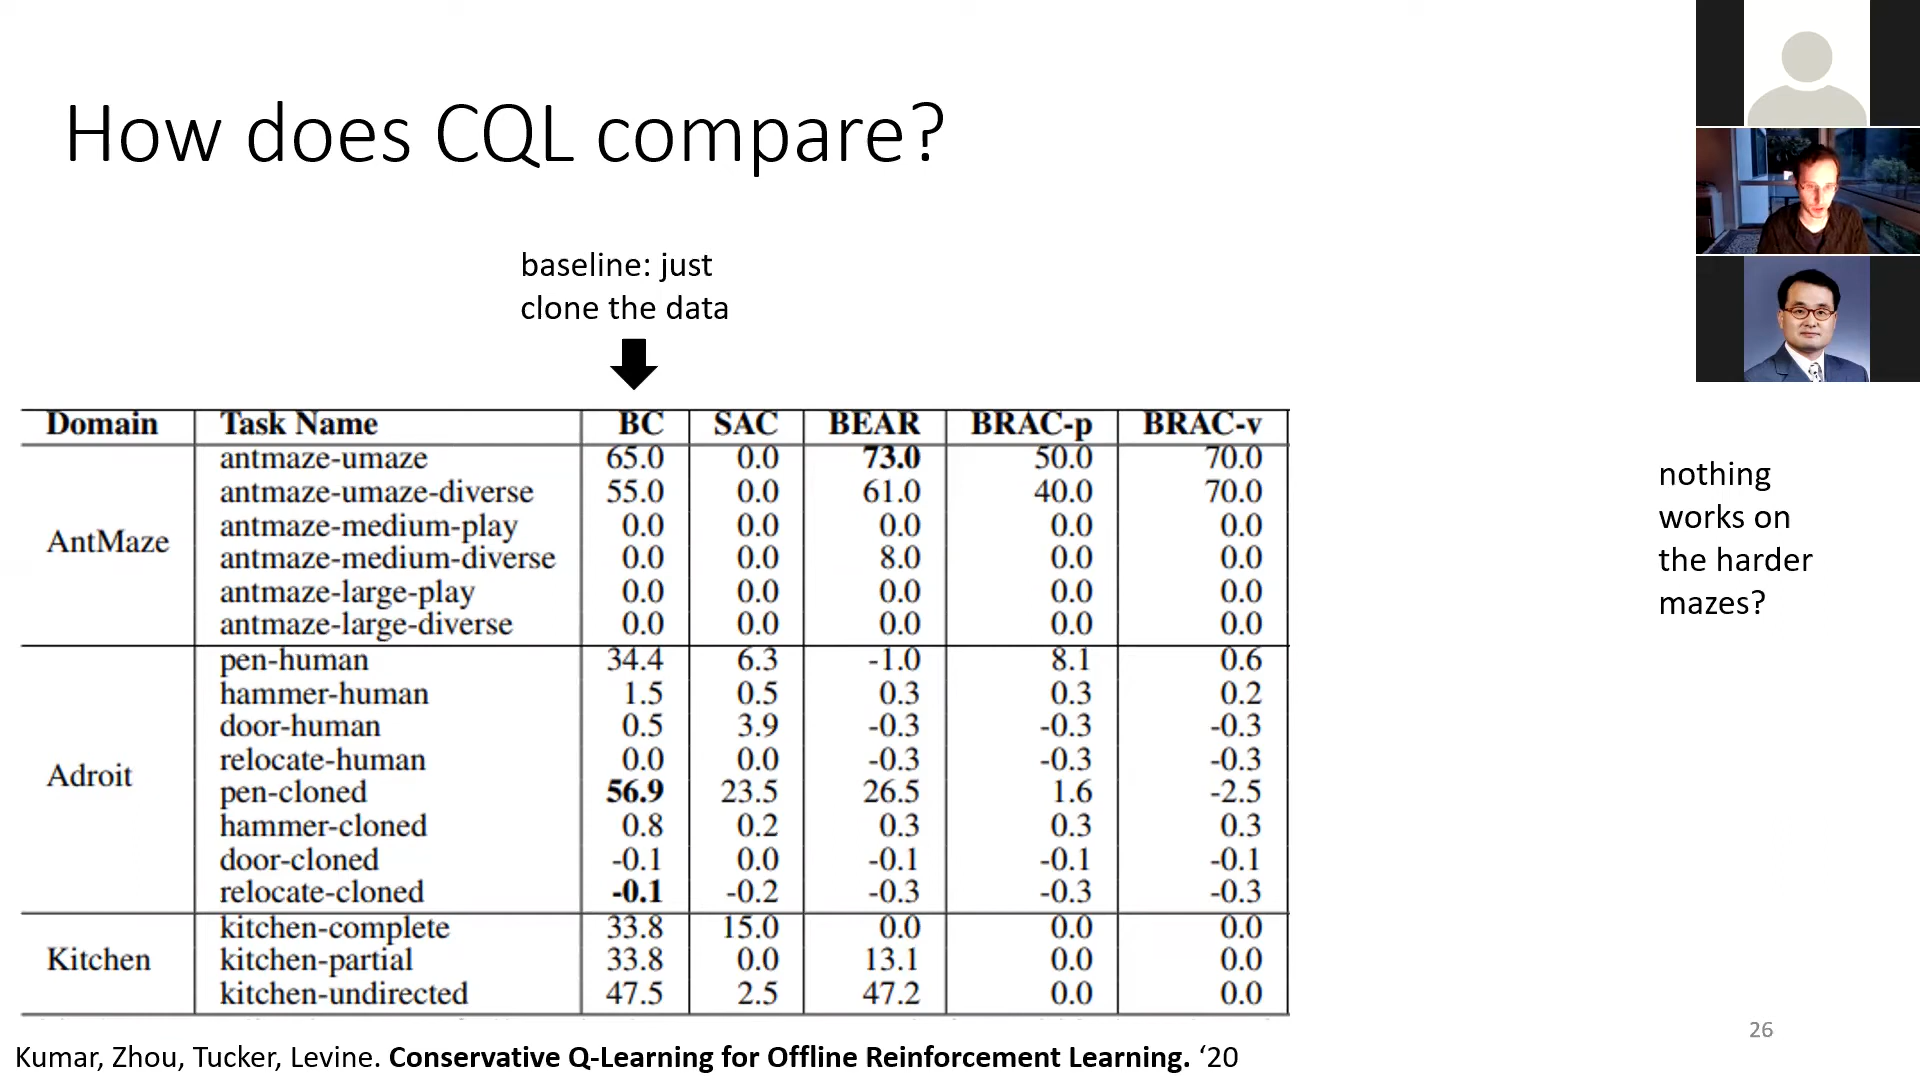 How does CQL compare?
baseline: just
clone the data
Domain Task Name BC SAC BEAR BRAC-p BRAC-v
AntMaze
antmaze-umaze 65.0 0.0 73.0 50.0 70.0
antmaze-umaze-diverse 55.0 0.0 61.0 40.0 70.0
antmaze-medium-play 0.0 0.0 0.0 0.0 0.0
antmaze-medium-diverse 0.0 0.0 8.0 0.0 0.0
antmaze-large-play 0.0 0.0 0.0 0.0 0.0
antmaze-large-diverse 0.0 0.0 0.0 0.0 0.0
Adroit
pen-human 34.4 6.3 -1.0 8.1 0.6
hammer-human 1.5 0.5 0.3 0.3 0.2
door-human 0.5 3.9 -0.3 -0.3 -0.3
relocate-human 0.0 0.0 -0.3 -0.3 -0.3
pen-cloned 56.9 23.5 26.5 1.6 -2.5
hammer-cloned 0.8 0.2 0.3 0.3 0.3
door-cloned -0.1 0.0 -0.1 -0.1 -0.1
relocate-cloned -0.1 -0.2 -0.3 -0.3 -0.3
Kitchen
kitchen-complete 33.8 15.0 0.0 0.0 0.0
kitchen-partial 33.8 0.0 13.1 0.0 0.0
kitchen-undirected 47.5 2.5 47.2 0.0 0.0
nothing
works on
the harder
mazes?
Kumar, Zhou, Tucker, Levine. Conservative Q-Learning for Offline Reinforcement Learning. ‘20
26